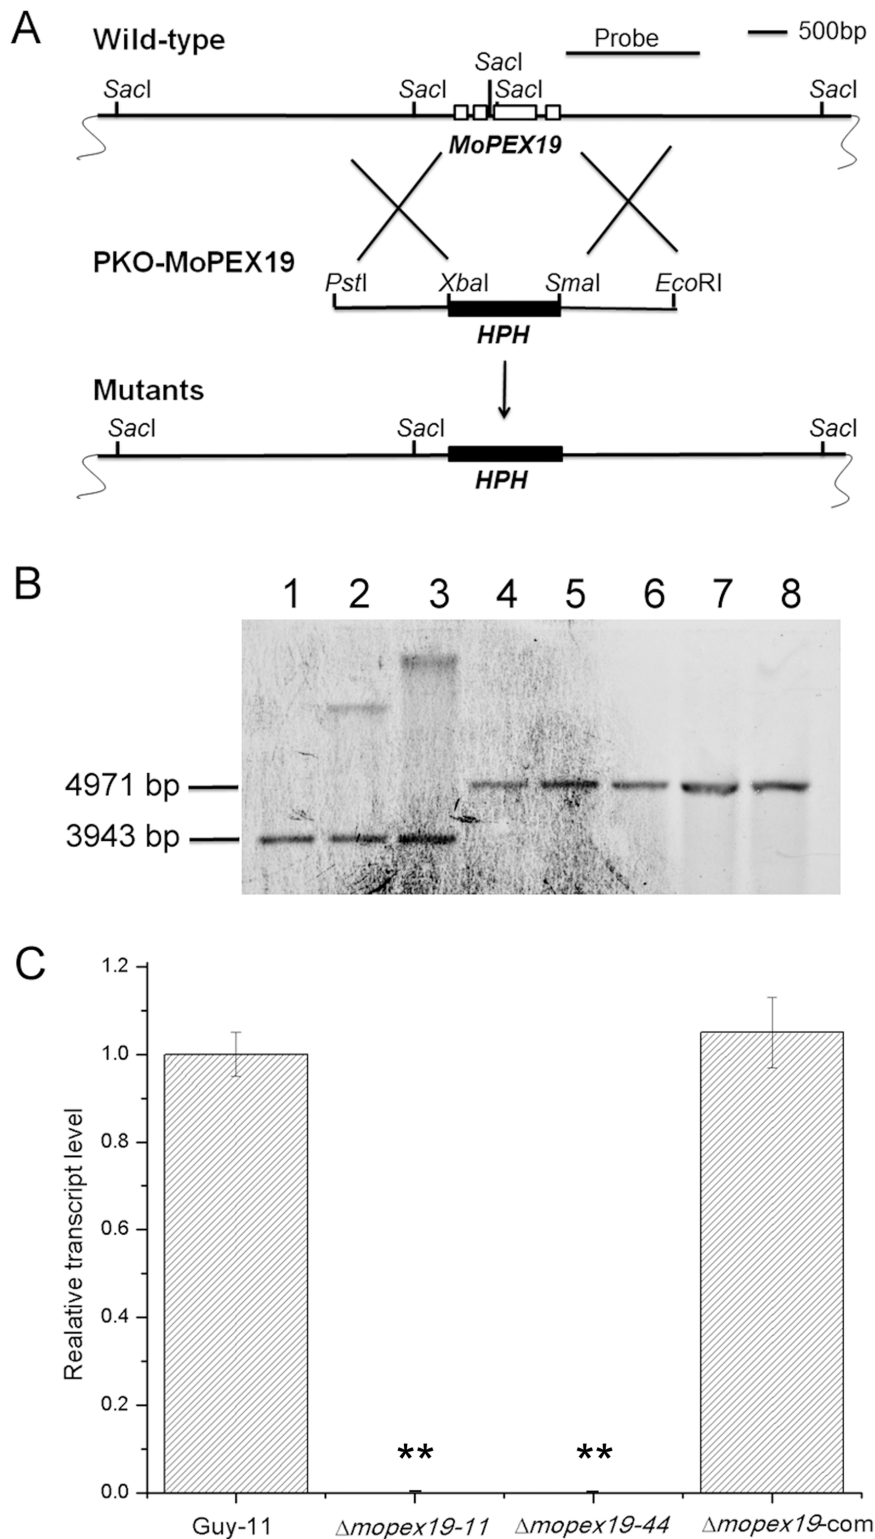 A
Wild-type
Probe
500bp
SacI
SacI
SacI
SacI
SacI
MoPEX19
PKO-MoPEX19
PstI
XbaI
SmaI
EcoRI
HPH
Mutants
SacI
SacI
SacI
HPH
B
1 2 3 4 5 6 7 8
4971 bp
3943 bp
C
Realative transcript level
1.2
1.0
0.8
0.6
0.4
0.2
0.0
**
**
Guy-11
Δmopex19-11
Δmopex19-44
Δmopex19-com